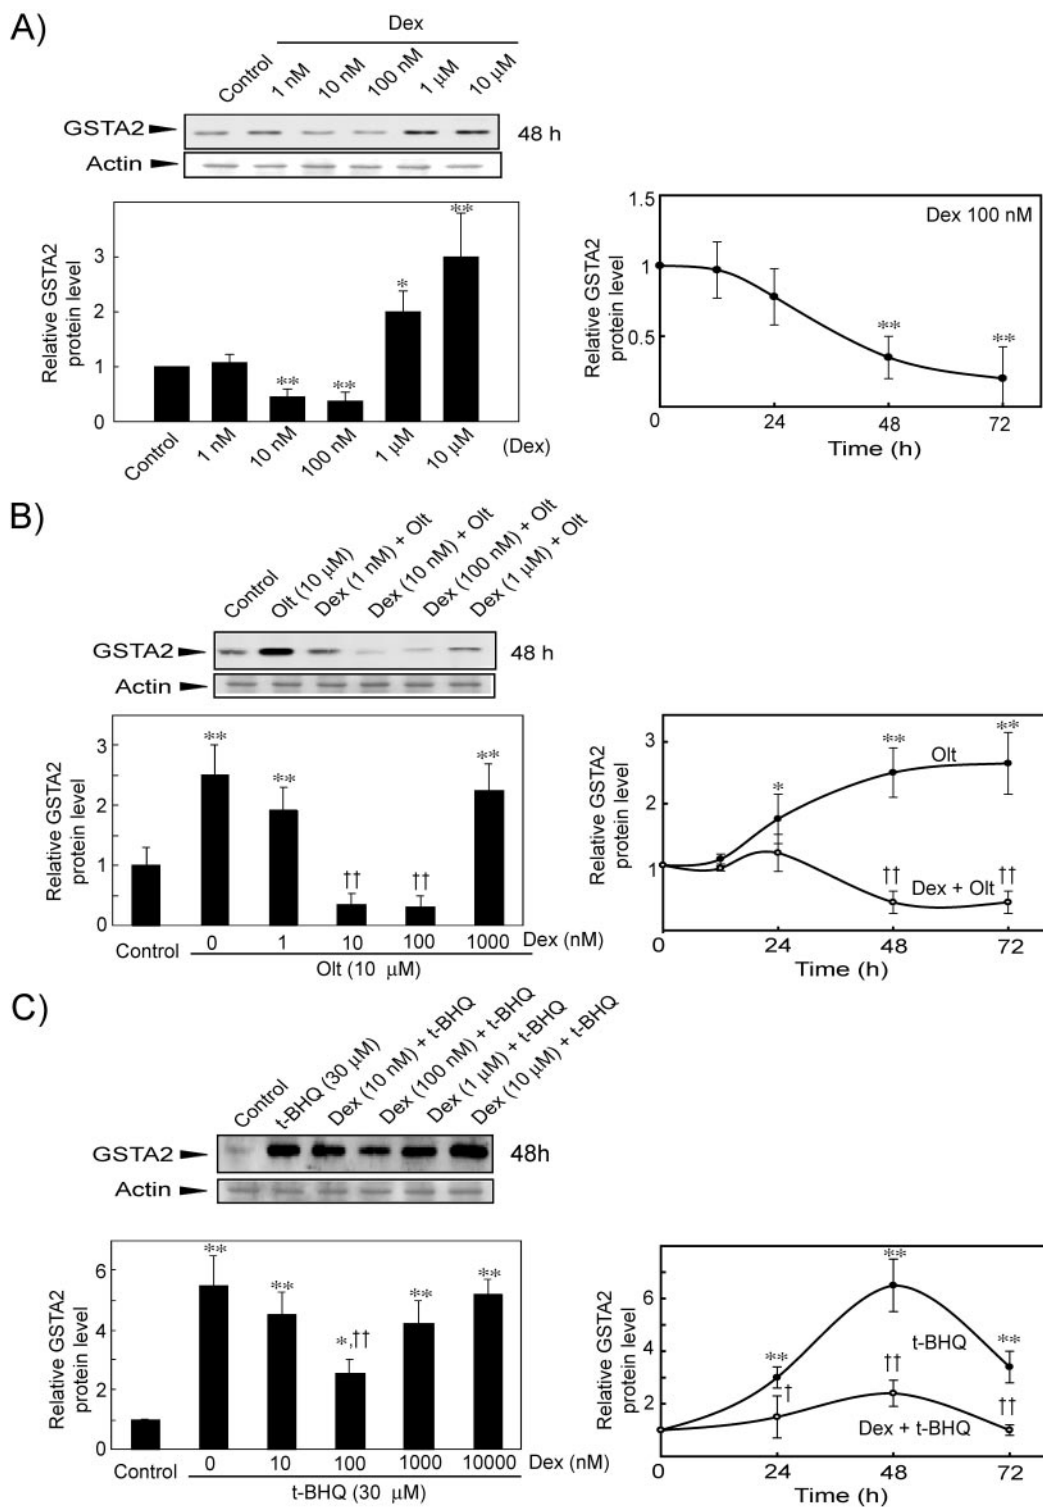 A)
Dex
Control
1 nM
10 nM
100 nM
1 μM
10 μM
GSTA2
48 h
Actin
Relative GSTA2
protein level
3
2
1
0
**
**
*
**
Control
1 nM
10 nM
100 nM
1 μM
10 μM
(Dex)
Relative GSTA2
protein level
1.5
1
0.5
Dex 100 nM
**
**
0
24
48
72
Time (h)
B)
Control
Olt (10 μM)
Dex (1 nM) + Olt
Dex (10 nM) + Olt
Dex (100 nM) + Olt
Dex (1 μM) + Olt
GSTA2
48 h
Actin
Relative GSTA2
protein level
3
2
1
0
**
**
††
††
**
Control
0
1
10
100
1000
Dex (nM)
Olt (10 μM)
Relative GSTA2
protein level
3
2
1
*
**
**
Olt
††
††
Dex + Olt
0
24
48
72
Time (h)
C)
Control
t-BHQ (30 μM)
Dex (10 nM) + t-BHQ
Dex (100 nM) + t-BHQ
Dex (1 μM) + t-BHQ
Dex (10 μM) + t-BHQ
GSTA2
48h
Actin
Relative GSTA2
protein level
6
4
2
0
**
**
*,††
**
**
Control
0
10
100
1000
10000
Dex (nM)
t-BHQ (30 μM)
Relative GSTA2
protein level
6
4
2
**
**
**
t-BHQ
†
††
††
Dex + t-BHQ
0
24
48
72
Time (h)